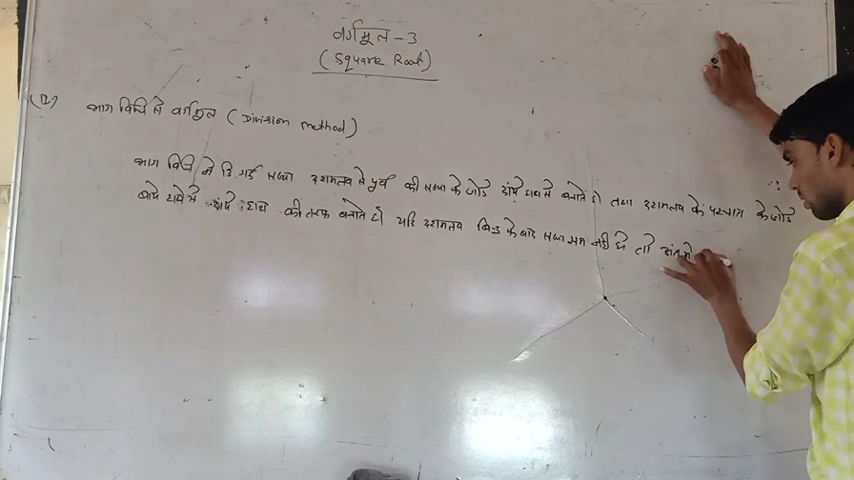 वर्गमूल - 3
(Square Root)
(II) भाग विधि से वर्गमूल (Division method)
भाग विधि में दि गई संख्या दशमलव से पूर्व की संख्या के जोडे दांये हाथ से बनाते हैं तथा दशमलव के पश्चात के जोडे
बांये हाथ से दांये हाथ की तरफ बनाते हैं यदि दशमलव बिन्दु के बाद संख्या सम नहीं है तो